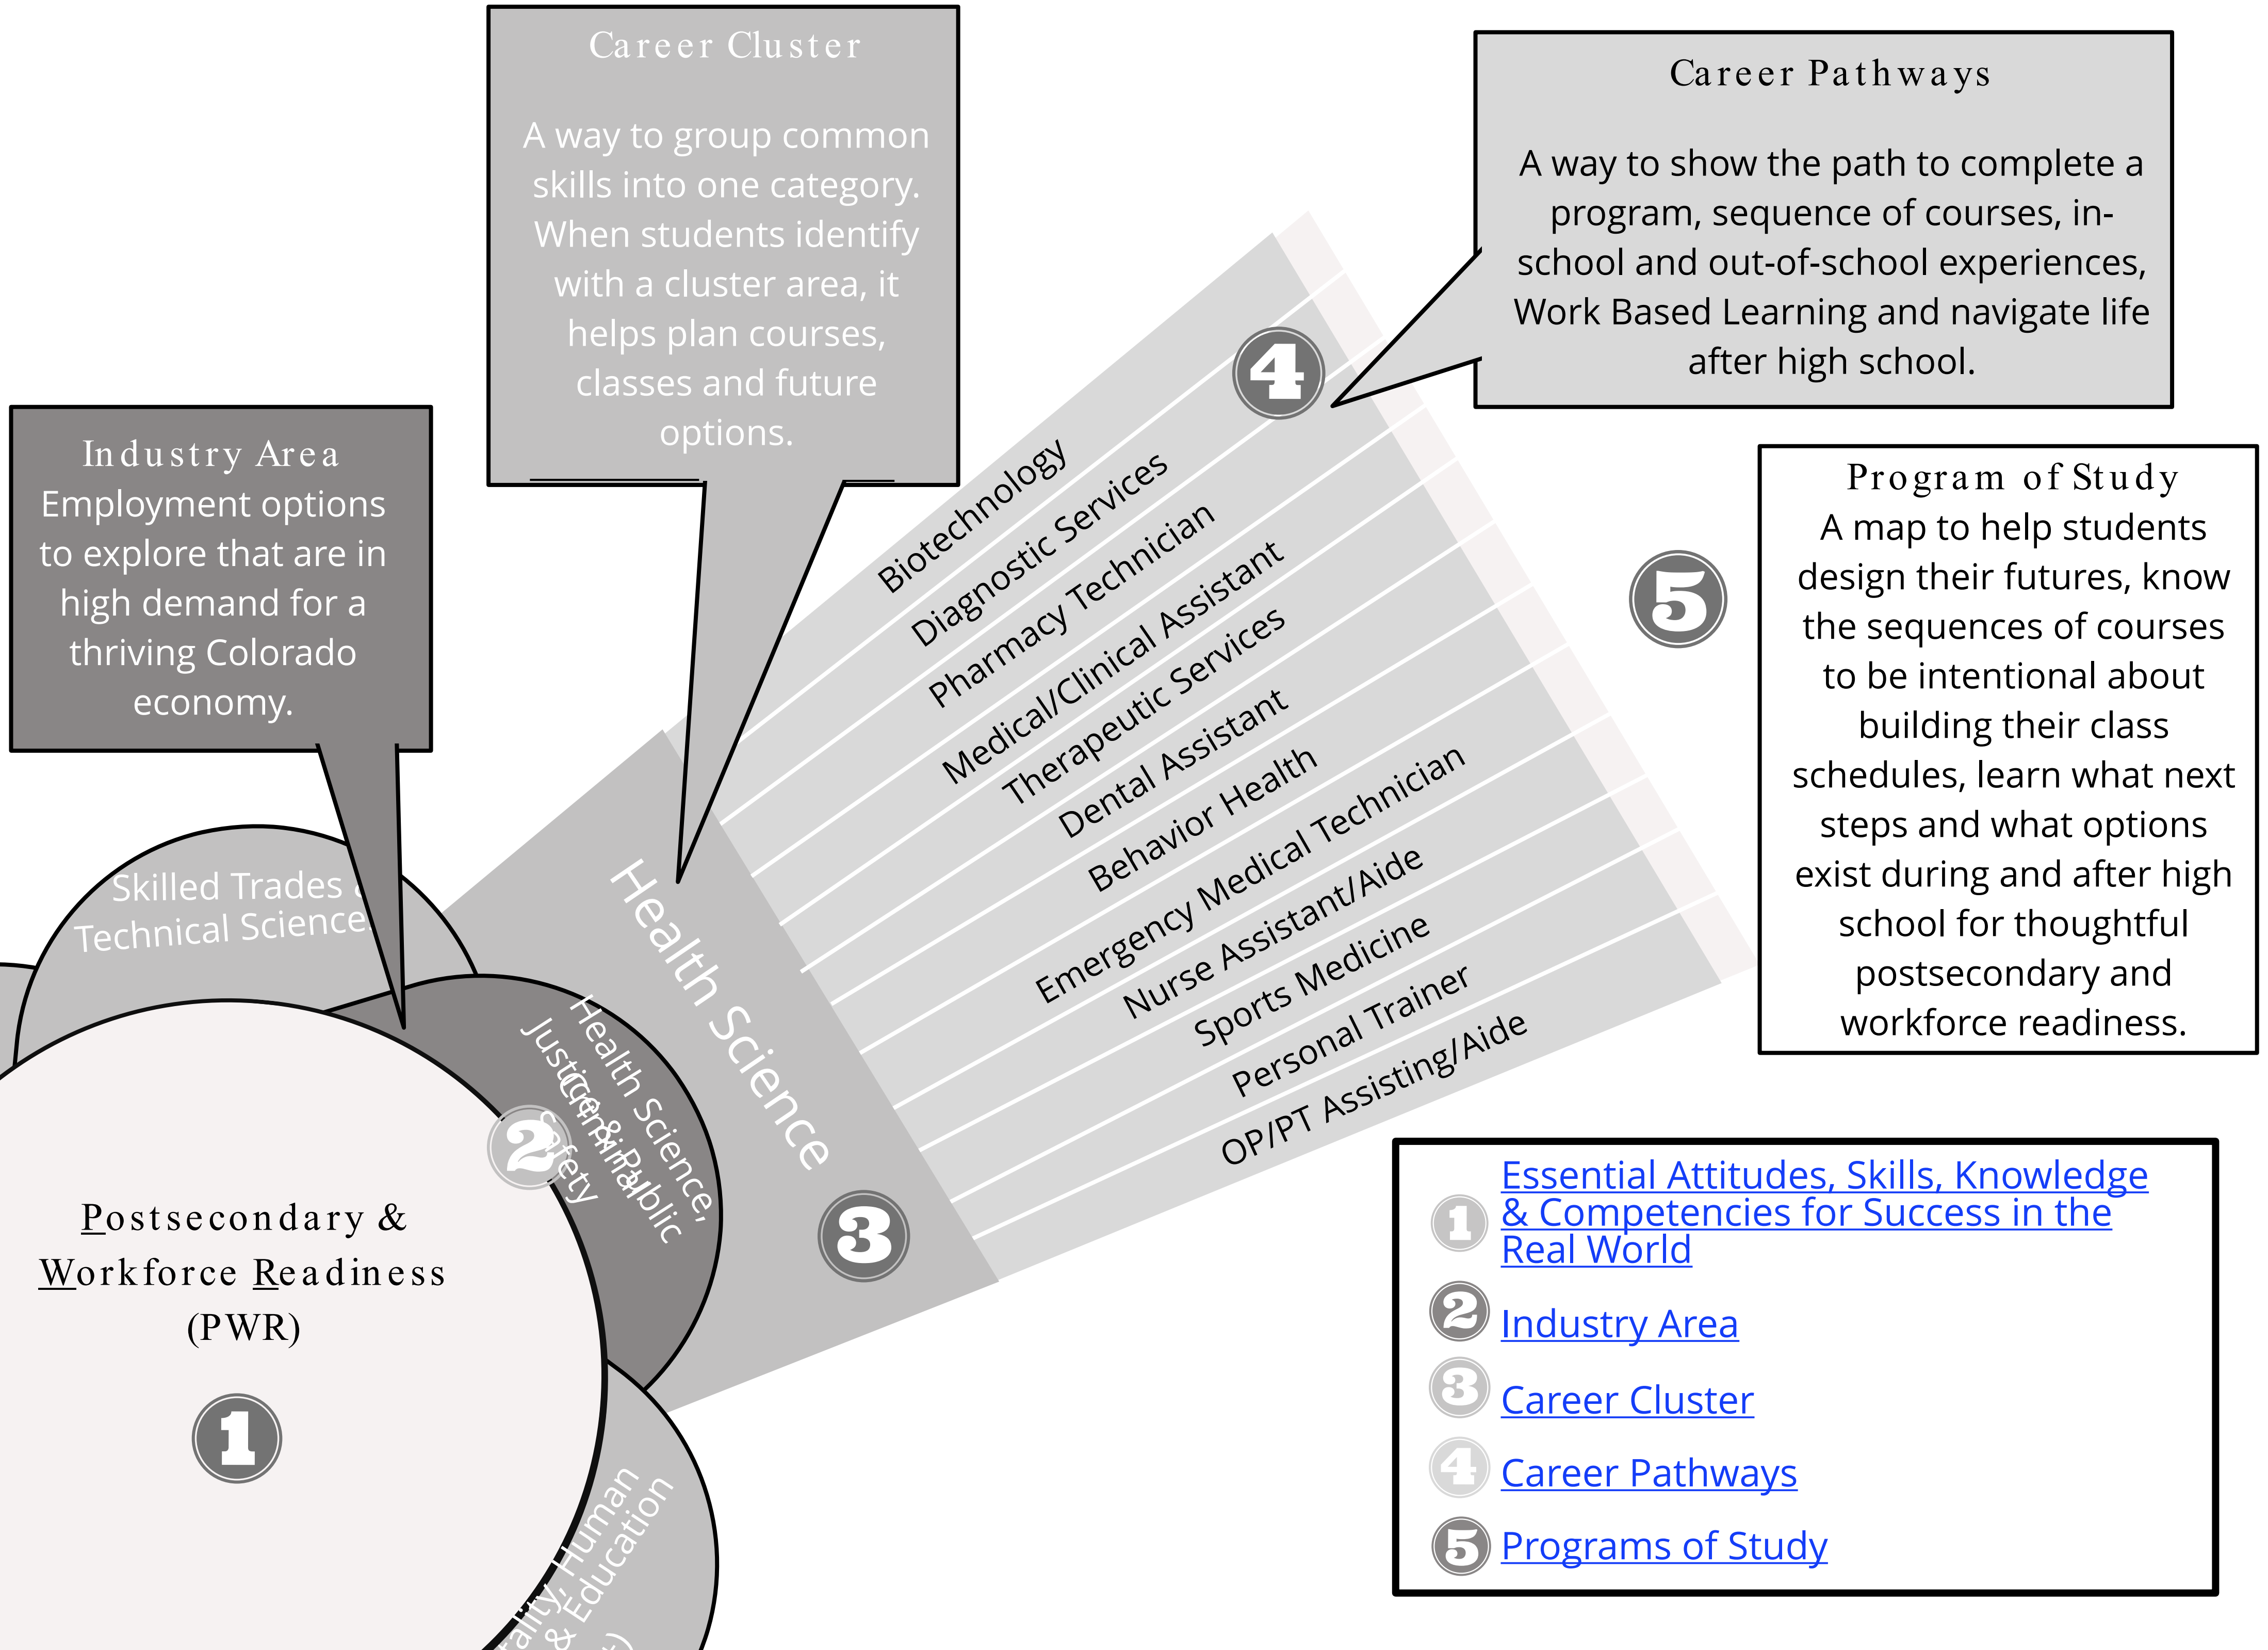 Career Cluster
A way to group common
skills into one category.
When students identify
with a cluster area, it
helps plan courses,
classes and future
options.
Career Pathways
A way to show the path to complete a
program, sequence of courses, in-
school and out-of-school experiences,
Work Based Learning and navigate life
after high school.
Industry Area
Employment options
to explore that are in
high demand for a
thriving Colorado
economy.
Program of Study
A map to help students
design their futures, know
the sequences of courses
to be intentional about
building their class
schedules, learn what next
steps and what options
exist during and after high
school for thoughtful
postsecondary and
workforce readiness.
4
5
Biotechnology
Diagnostic Services
Pharmacy Technician
Medical/Clinical Assistant
Therapeutic Services
Dental Assistant
Behavior Health
Emergency Medical Technician
Nurse Assistant/Aide
Sports Medicine
Personal Trainer
OP/PT Assisting/Aide
Health Science
3
Skilled Trades
Technical Science
Health Science,
Criminal
Justice & Public
Safety
2
Postsecondary &
Workforce Readiness
(PWR)
1
Human
& Education
1 Essential Attitudes, Skills, Knowledge
& Competencies for Success in the
Real World
2 Industry Area
3 Career Cluster
4 Career Pathways
5 Programs of Study